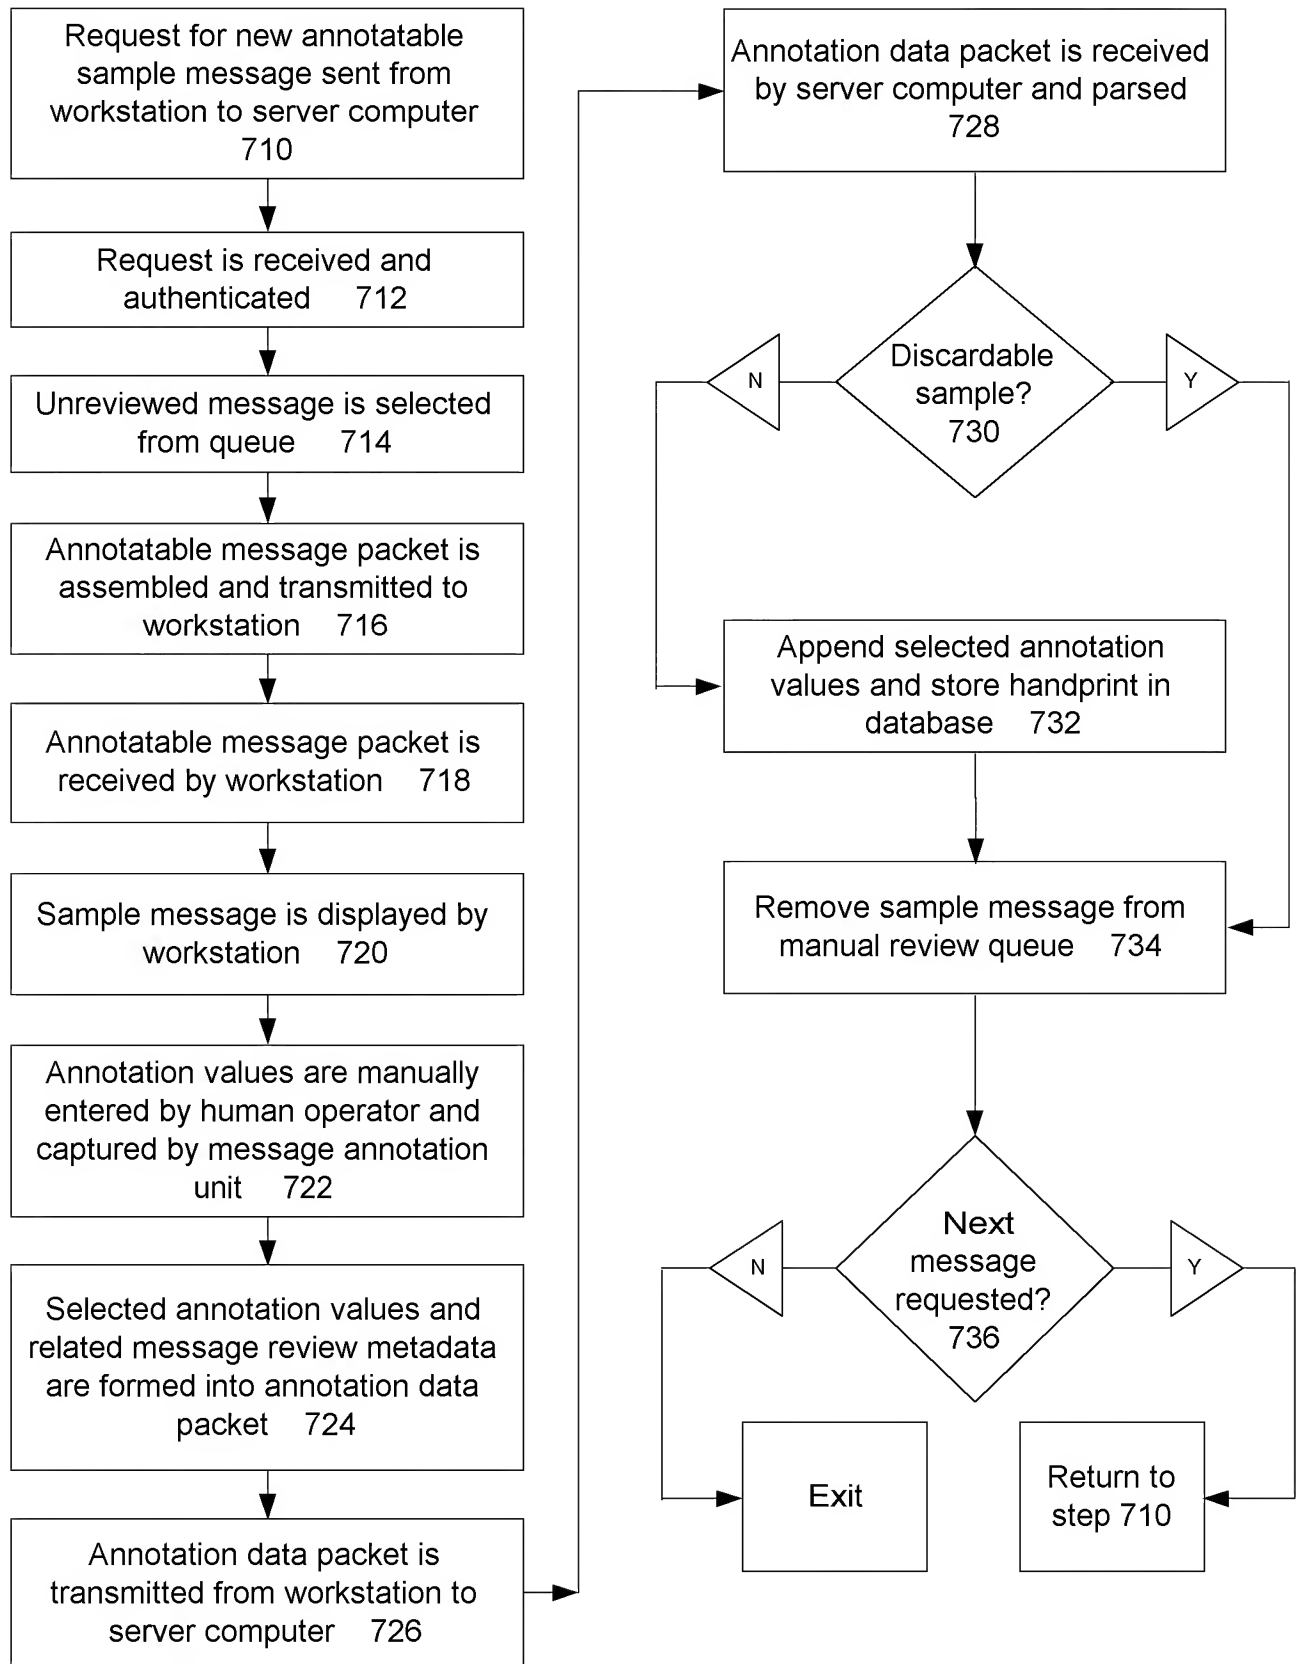 Request for new annotatable
sample message sent from
workstation to server computer
710
Request is received and
authenticated 712
Unreviewed message is selected
from queue 714
Annotatable message packet is
assembled and transmitted to
workstation 716
Annotatable message packet is
received by workstation 718
Sample message is displayed by
workstation 720
Annotation values are manually
entered by human operator and
captured by message annotation
unit 722
Selected annotation values and
related message review metadata
are formed into annotation data
packet 724
Annotation data packet is
transmitted from workstation to
server computer 726
Annotation data packet is received
by server computer and parsed
728
Discardable
sample?
730
N
Y
Append selected annotation
values and store handprint in
database 732
Remove sample message from
manual review queue 734
Next
message
requested?
736
N
Y
Exit
Return to
step 710